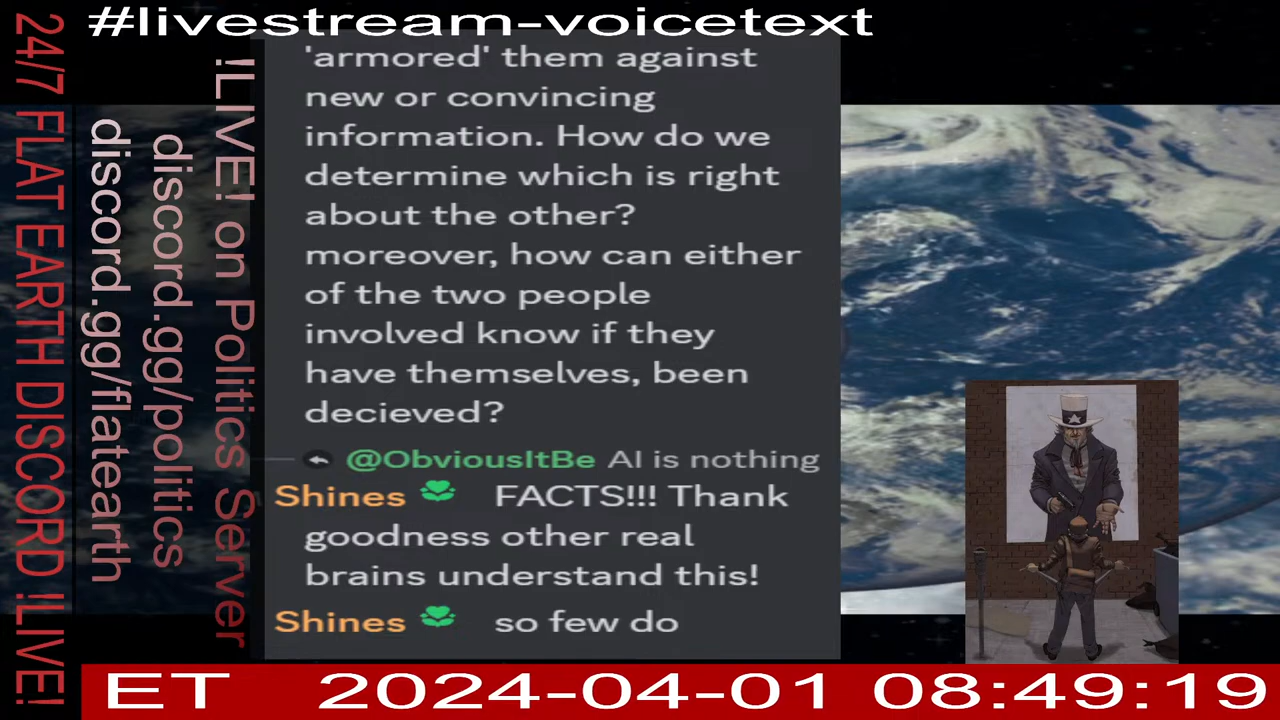 #livestream-voicetext
24/7 FLAT EARTH DISCORD !LIVE!
discord.gg/flatearth
discord.gg/politics
!LIVE! on Politics Server
'armored' them against
new or convincing
information. How do we
determine which is right
about the other?
moreover, how can either
of the two people
involved know if they
have themselves, been
decieved?
@ObviousItBe AI is nothing
Shines FACTS!!! Thank
goodness other real
brains understand this!
Shines so few do
ET 2024-04-01 08:49:19